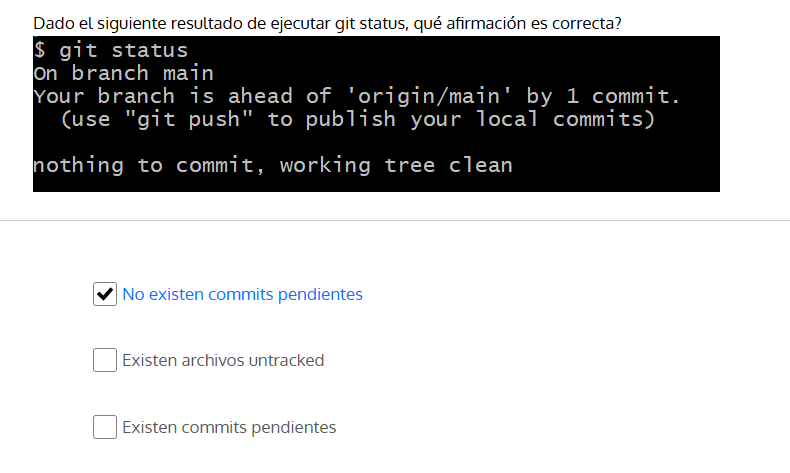 Dado el siguiente resultado de ejecutar git status, qué afirmación es correcta?
$ git status
On branch main
Your branch is ahead of 'origin/main' by 1 commit.
  (use "git push" to publish your local commits)
nothing to commit, working tree clean
No existen commits pendientes
Existen archivos untracked
Existen commits pendientes